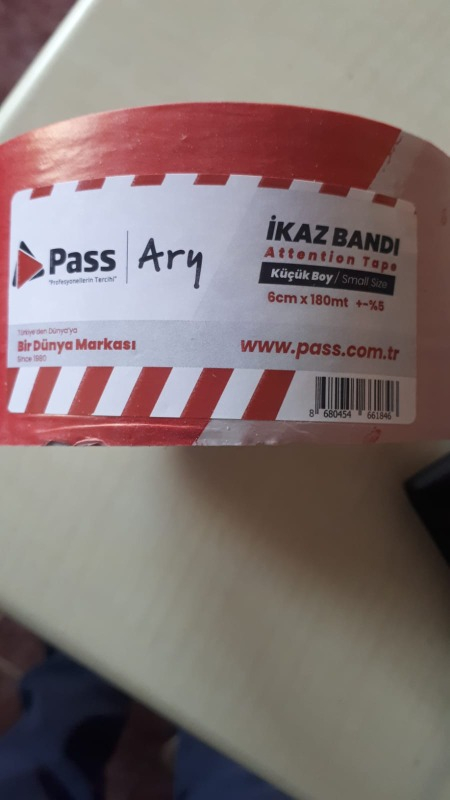 Pass
"Profesyonellerin Tercihi"
Ary
İKAZ BANDI
Attention Tape
Küçük Boy / Small Size
6cm x 180mt +-%5
Türkiye'den Dünya'ya
Bir Dünya Markası
Since 1980
www.pass.com.tr
8 680454 661846